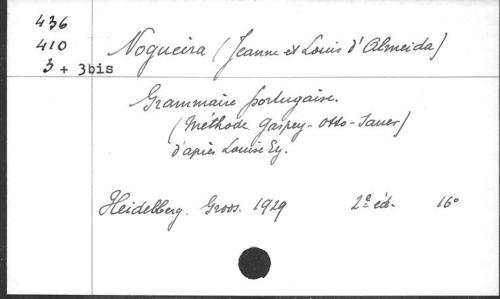 436
410
3 + 3bis
Nogueira (Jeanne et Louis d'Almeida)
Grammaire portugaise.
(Méthode Gaspey-Otto-Sauer)
d'après Louise Ey.
Heidelberg. Groos. 1929 2e éd. 16°